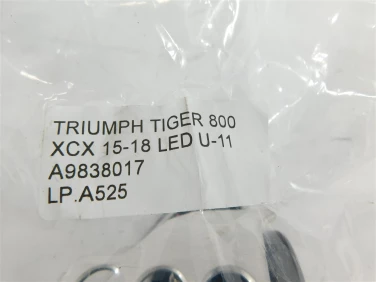 TRIUMPH TIGER 800
XCX 15-18 LED U-11
A9838017
LP.A525